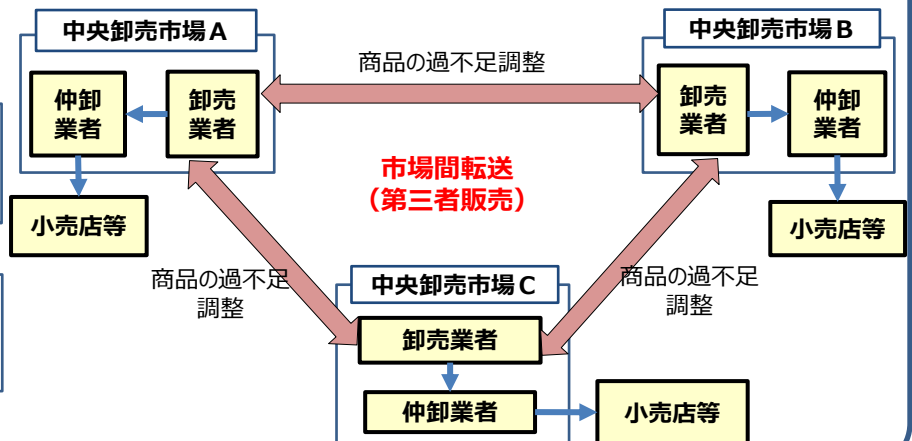 中央卸売市場A
中央卸売市場B
商品の過不足調整
仲卸
業者
卸売
業者
卸売
業者
仲卸
業者
市場間転送
（第三者販売）
小売店等
小売店等
商品の過不足
調整
商品の過不足
調整
中央卸売市場C
卸売業者
仲卸業者
小売店等